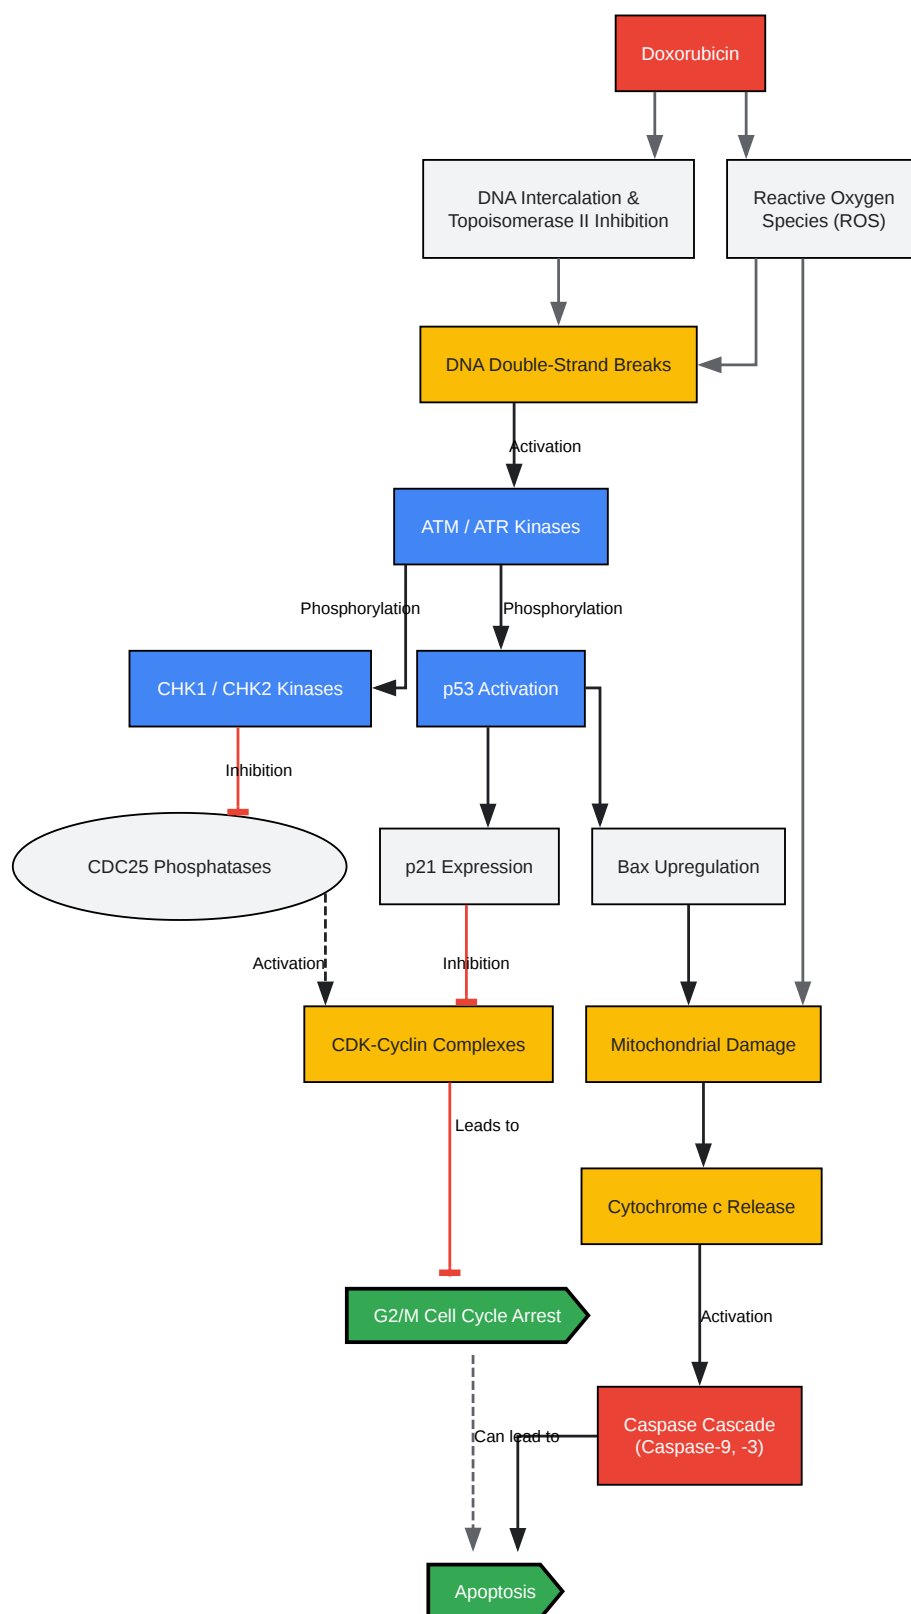 Doxorubicin
DNA Intercalation &
Topoisomerase II Inhibition
Reactive Oxygen
Species (ROS)
DNA Double-Strand Breaks
Activation
ATM / ATR Kinases
Phosphorylation
Phosphorylation
CHK1 / CHK2 Kinases
p53 Activation
Inhibition
CDC25 Phosphatases
p21 Expression
Bax Upregulation
Activation
Inhibition
CDK-Cyclin Complexes
Mitochondrial Damage
Leads to
Cytochrome c Release
G2/M Cell Cycle Arrest
Activation
Caspase Cascade
(Caspase-9, -3)
Can lead to
Apoptosis